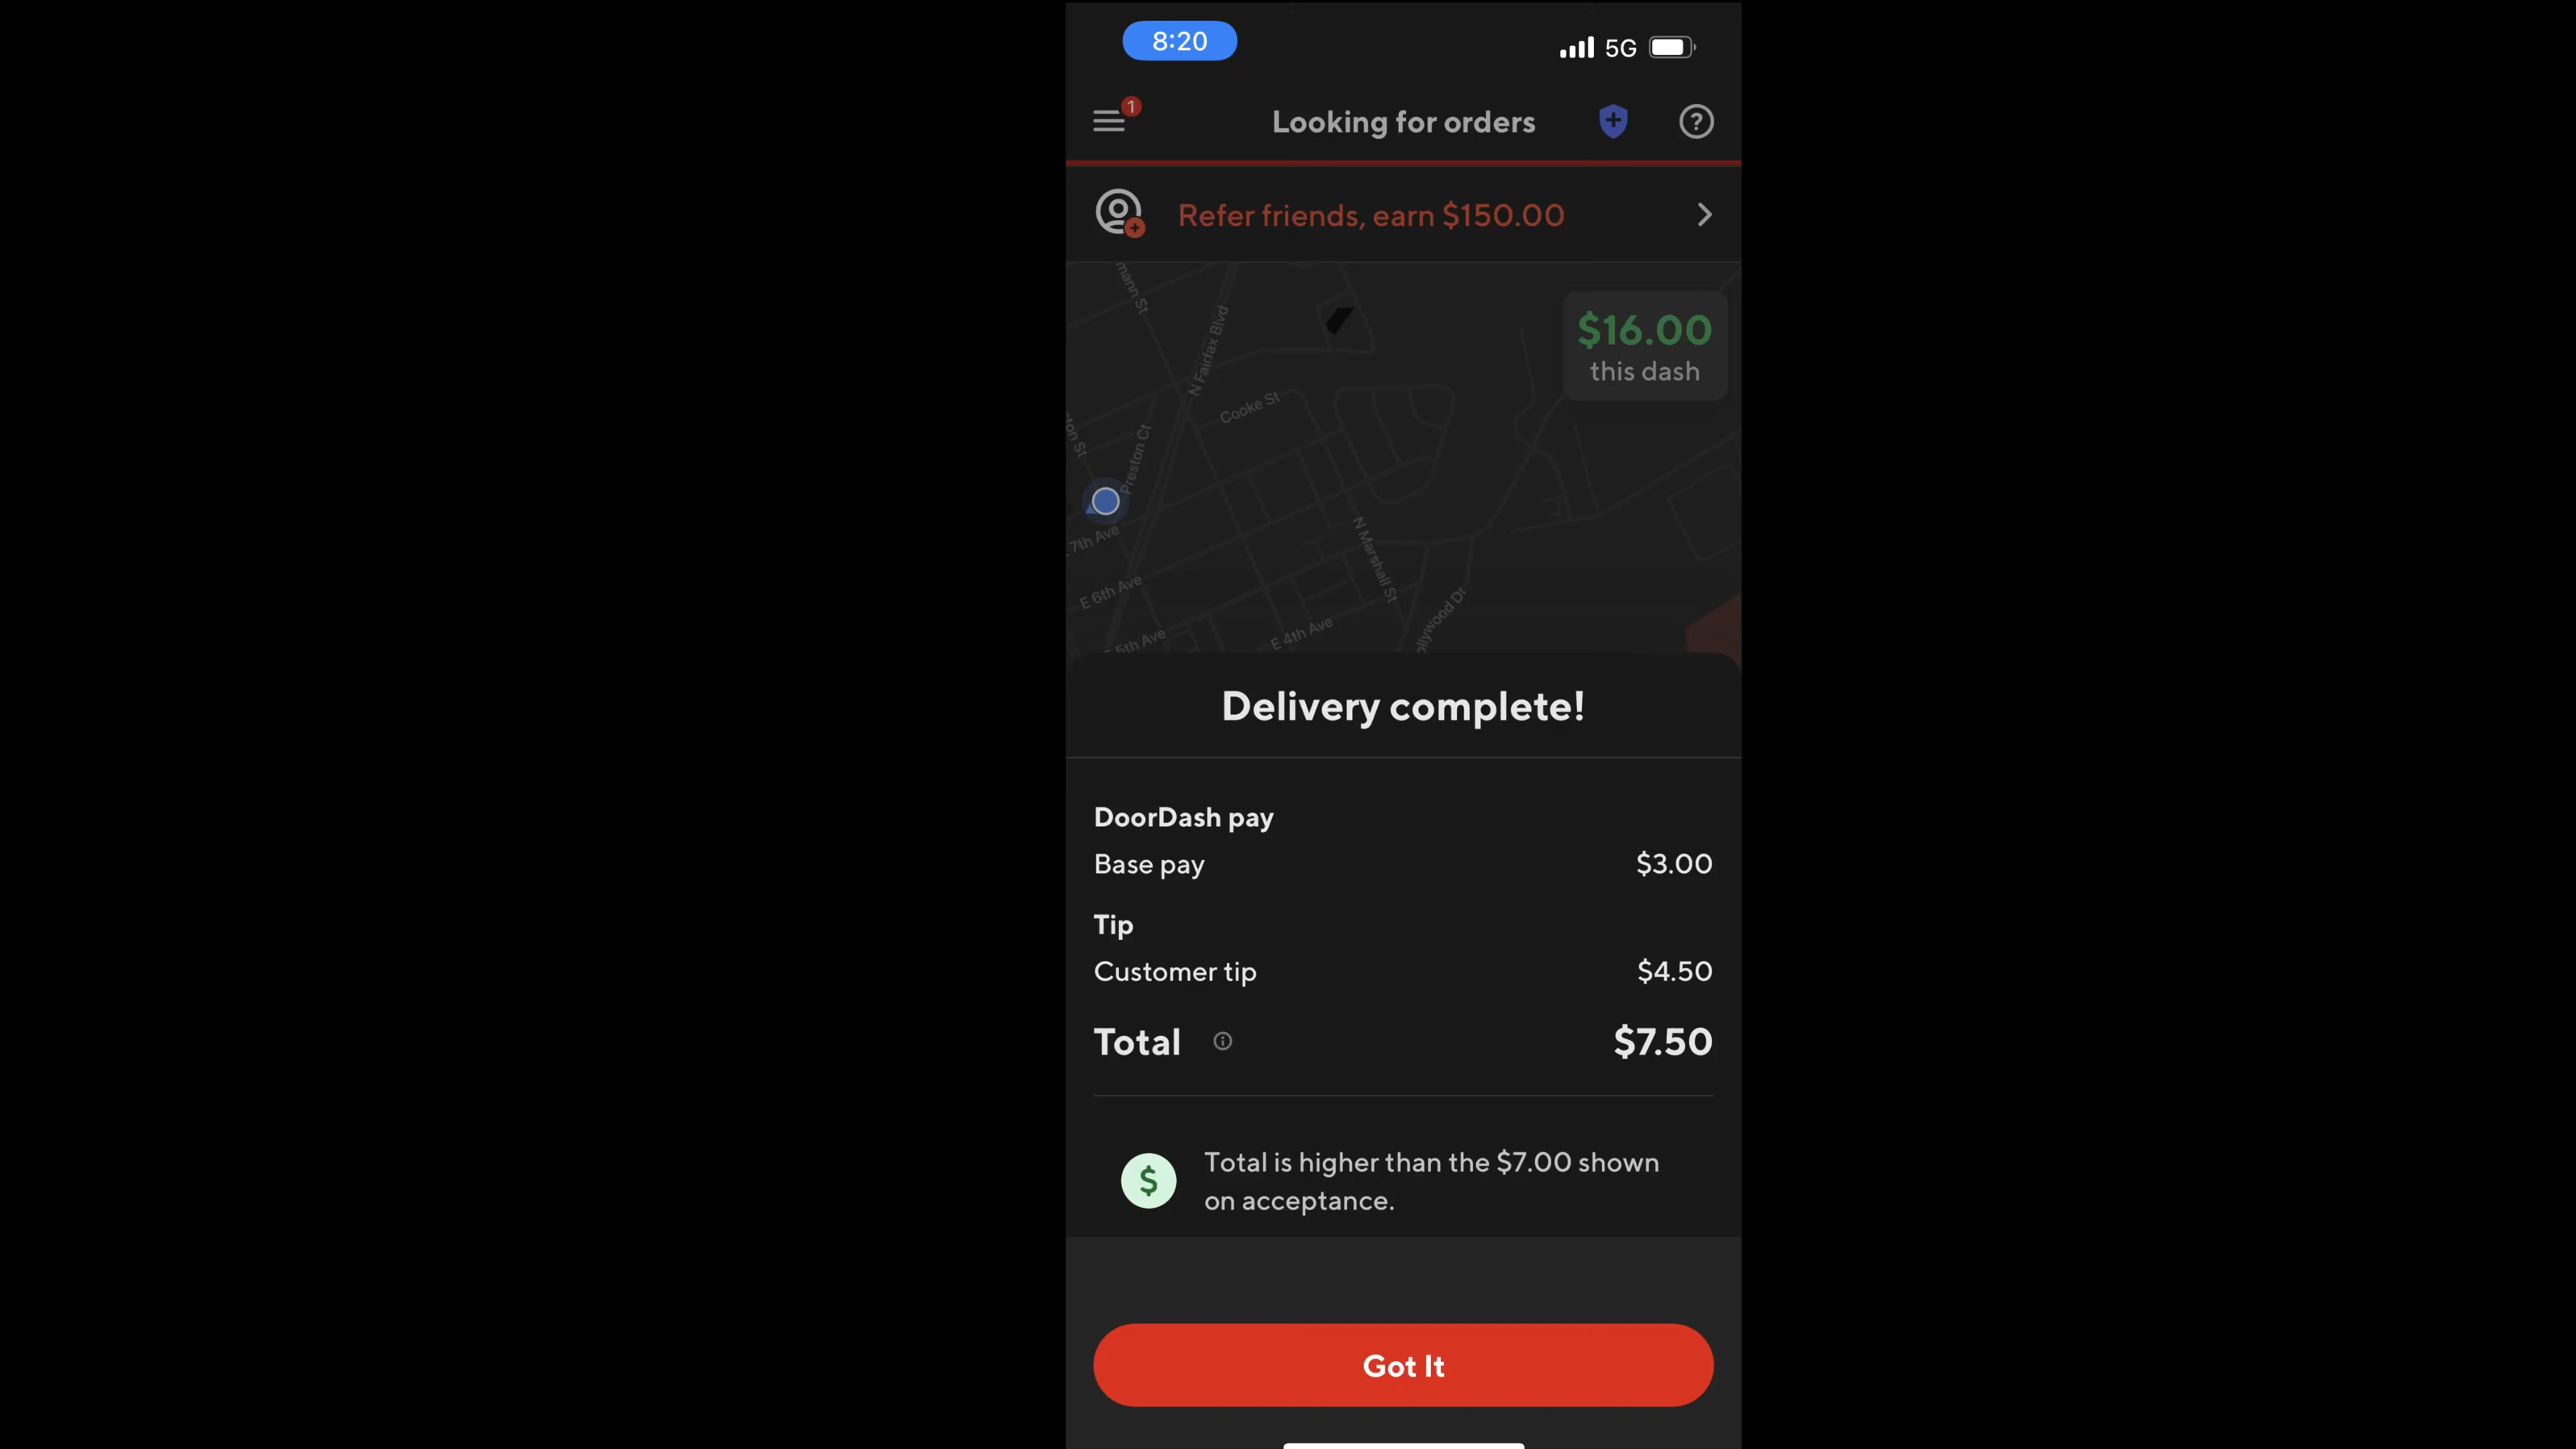 8:20
5G
1
Looking for orders
?
Refer friends, earn $150.00
$16.00
this dash
N Fairfax Blvd
Cooke St
Preston Ct
7th Ave
N Marshall St
E 6th Ave
E 4th Ave
5th Ave
Delivery complete!
DoorDash pay
Base pay $3.00
Tip
Customer tip $4.50
Total $7.50
$
Total is higher than the $7.00 shown
on acceptance.
Got It